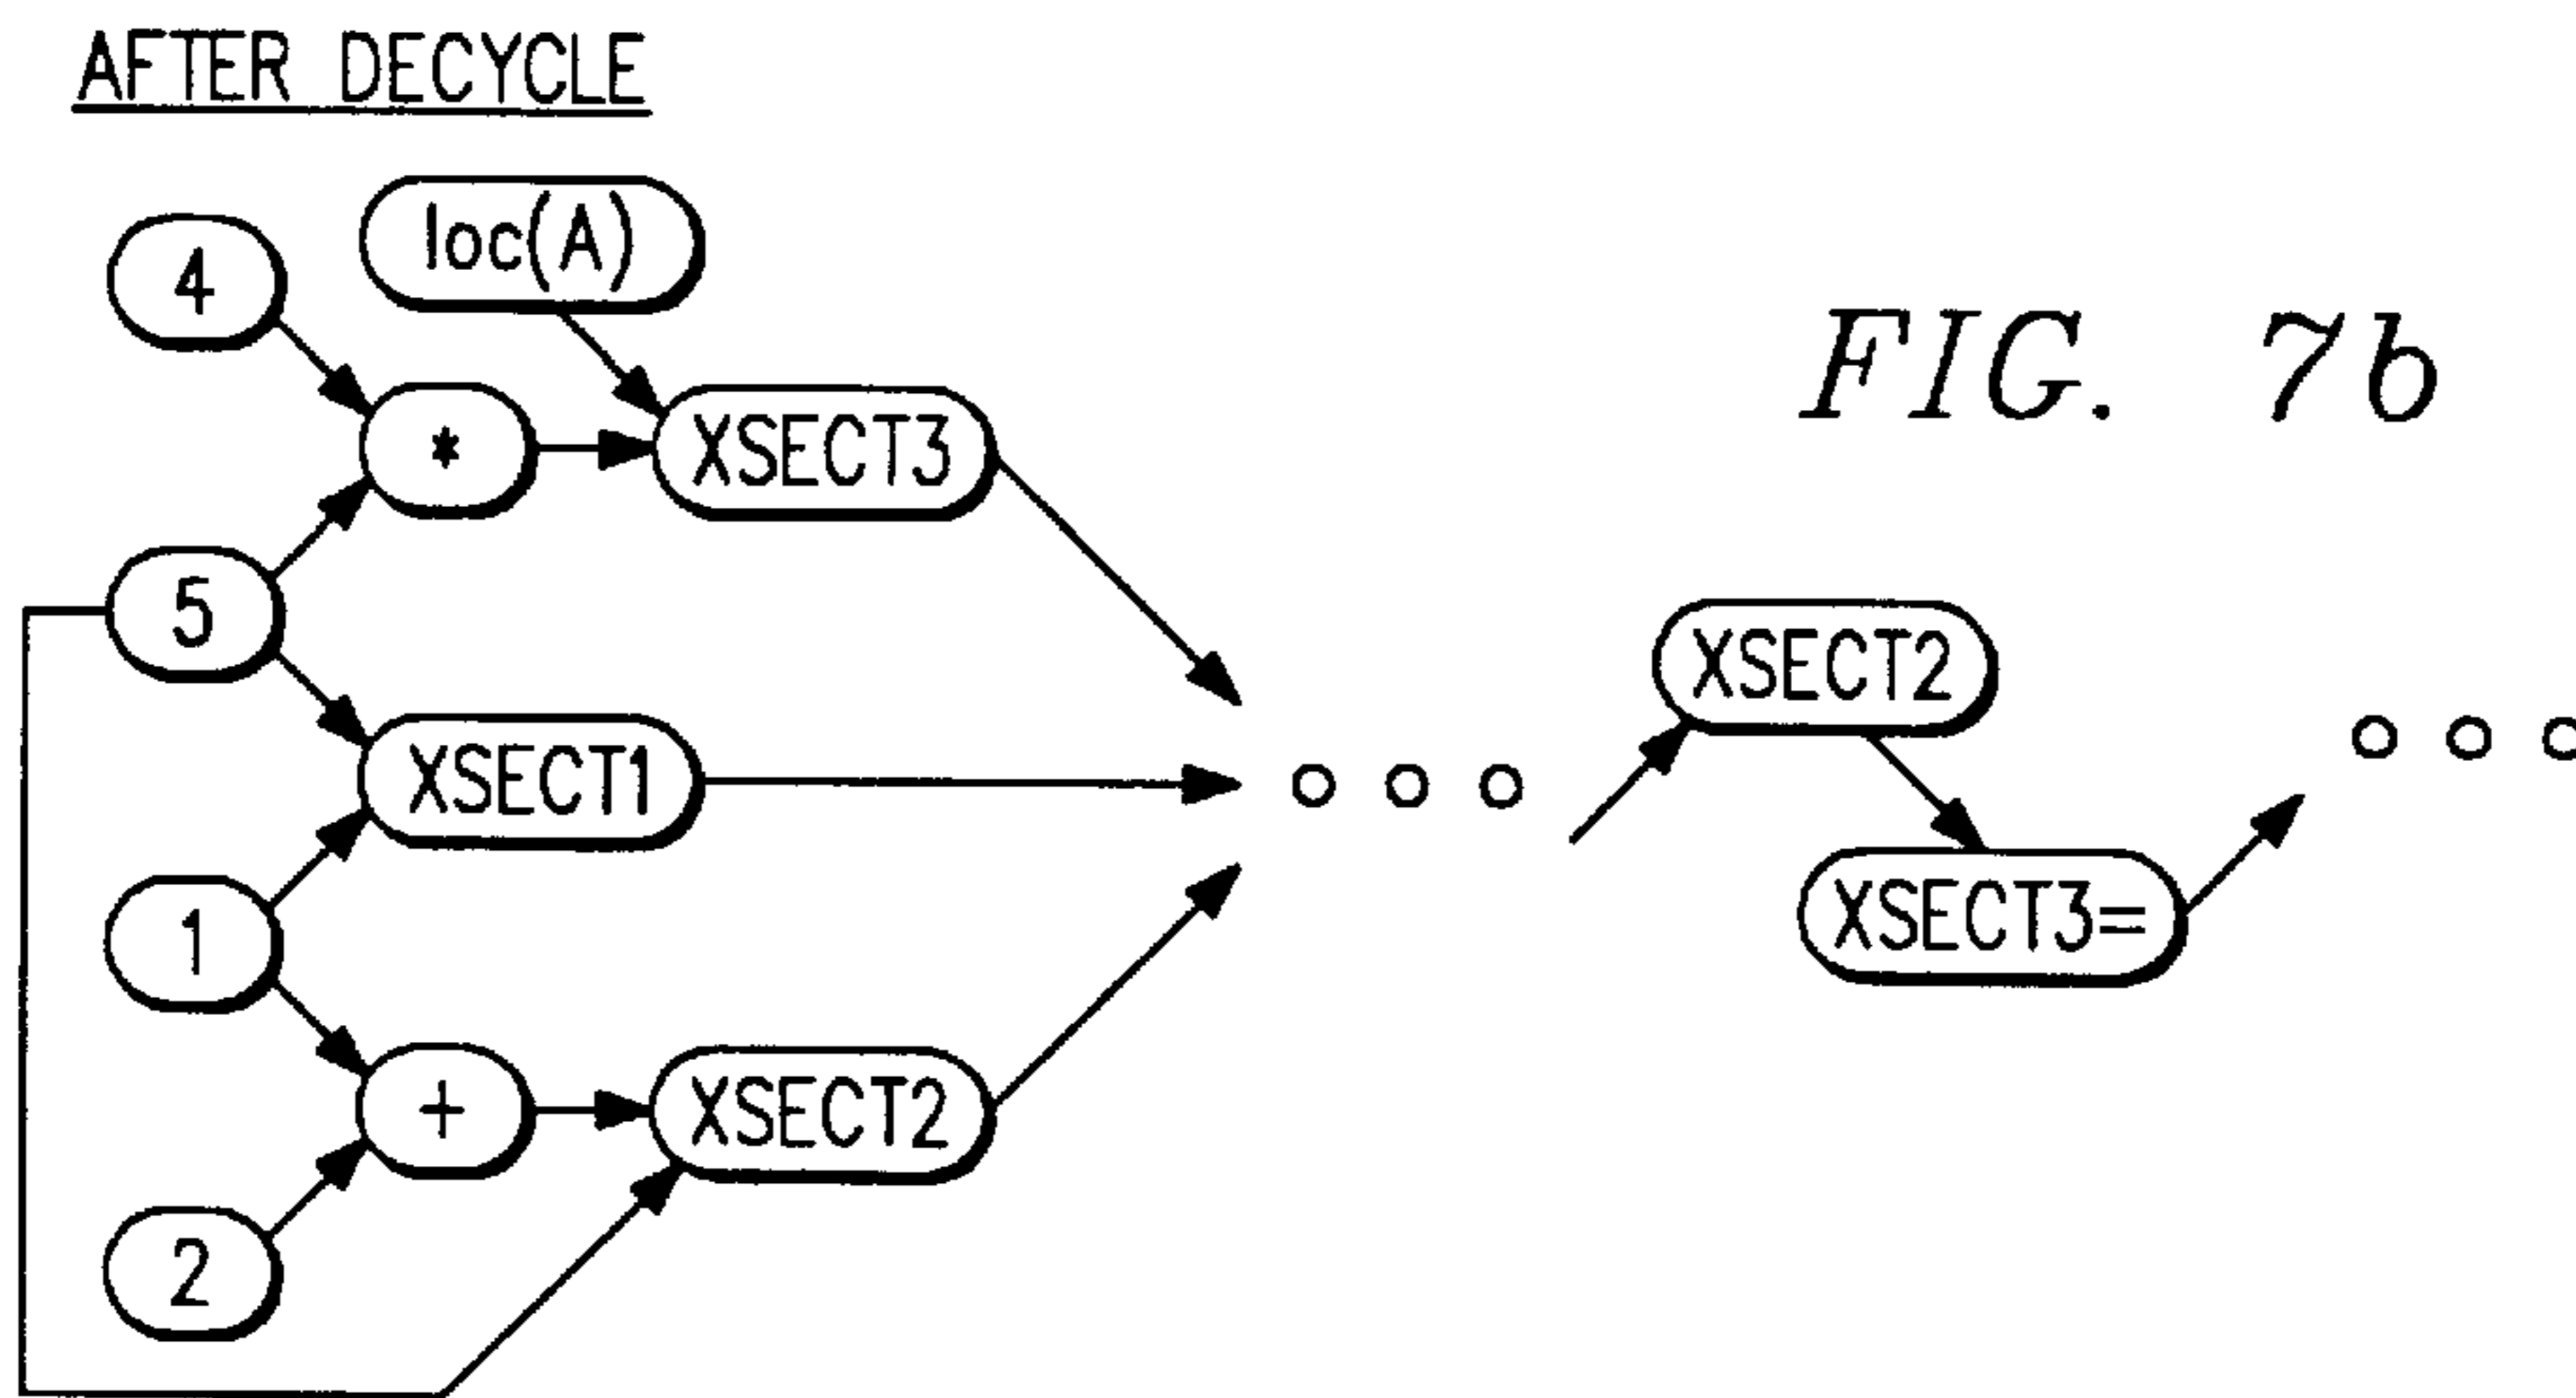 AFTER DECYCLE
loc(A)
4
*
XSECT3
FIG. 7b
5
XSECT2
XSECT1
1
XSECT3=
+
XSECT2
2